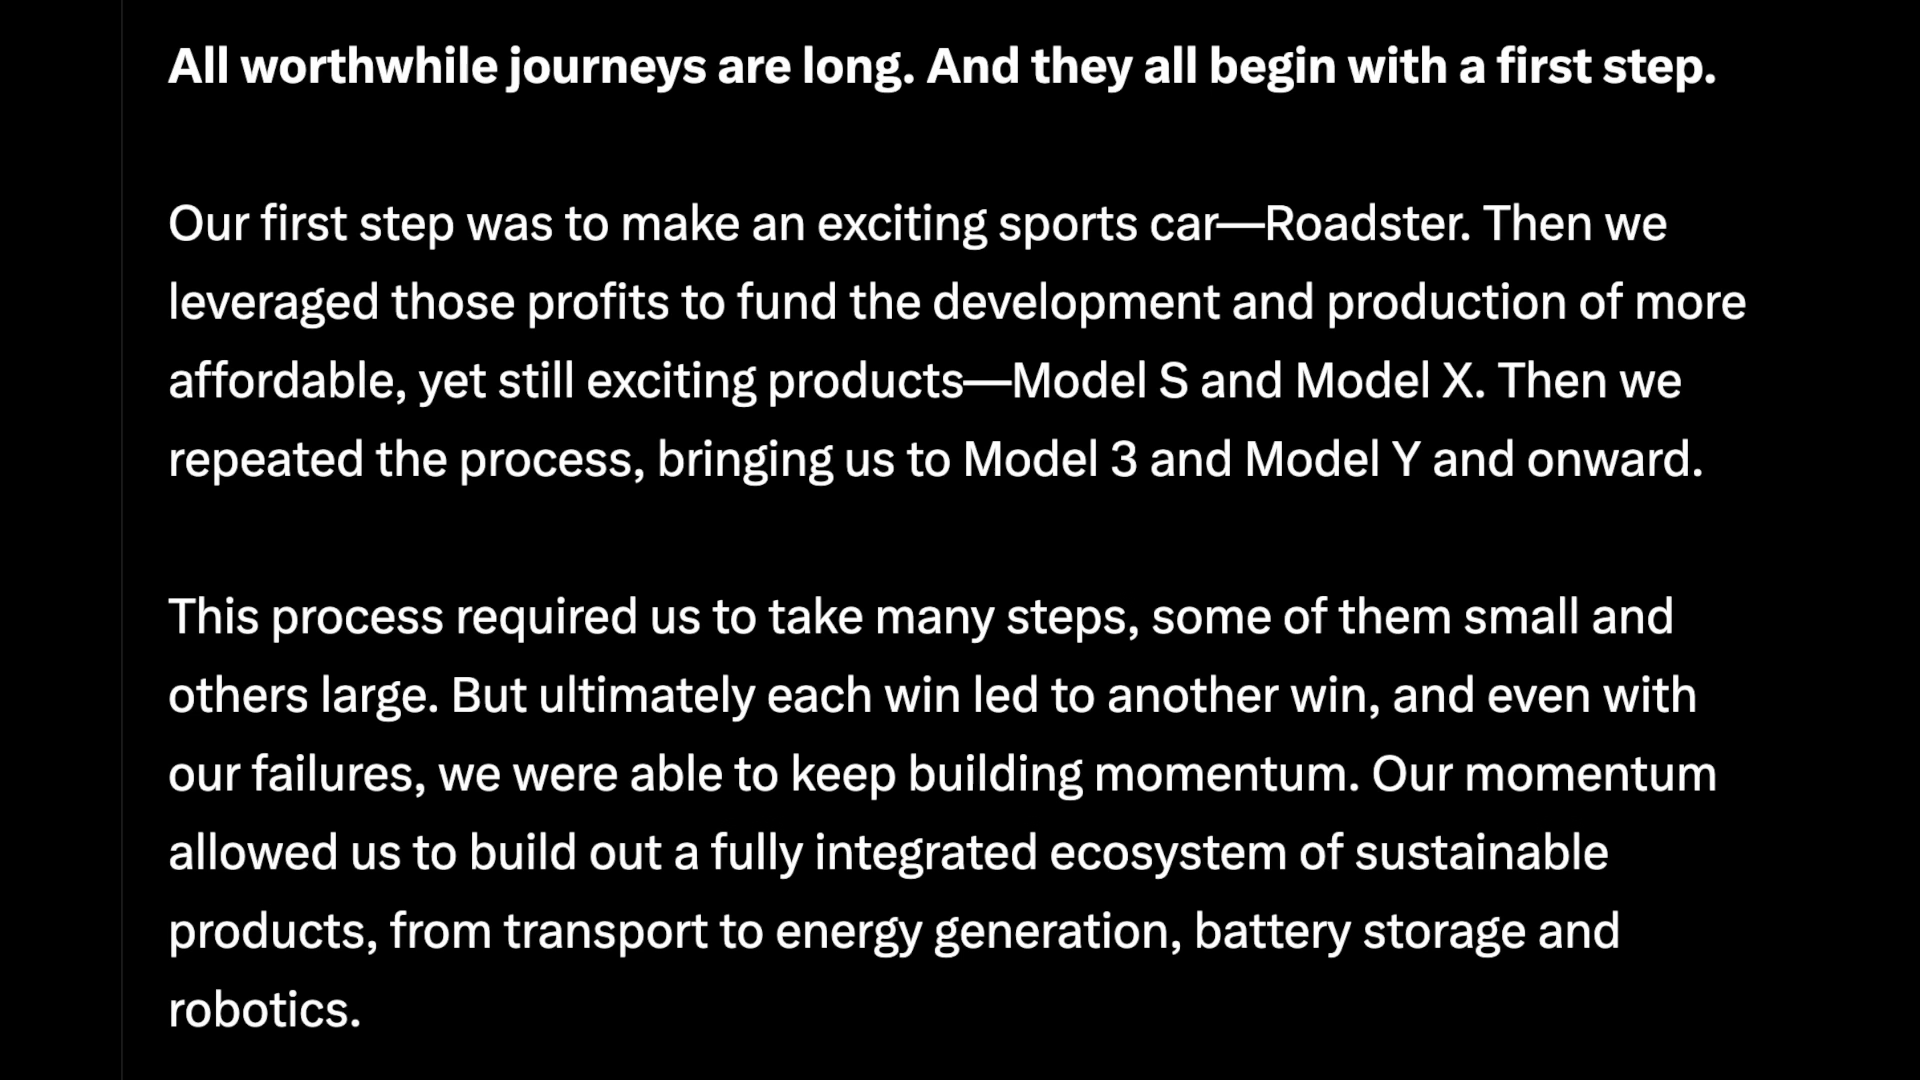 All worthwhile journeys are long. And they all begin with a first step.
Our first step was to make an exciting sports car—Roadster. Then we
leveraged those profits to fund the development and production of more
affordable, yet still exciting products—Model S and Model X. Then we
repeated the process, bringing us to Model 3 and Model Y and onward.
This process required us to take many steps, some of them small and
others large. But ultimately each win led to another win, and even with
our failures, we were able to keep building momentum. Our momentum
allowed us to build out a fully integrated ecosystem of sustainable
products, from transport to energy generation, battery storage and
robotics.